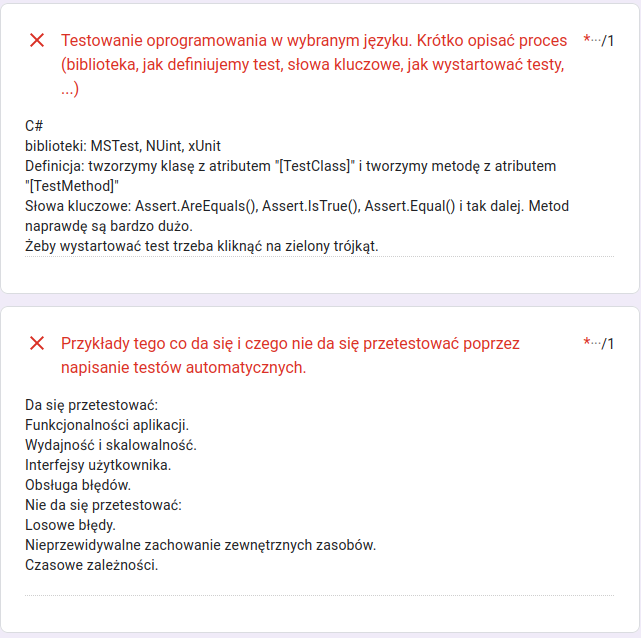 Testowanie oprogramowania w wybranym języku. Krótko opisać proces
*···/1
(biblioteka, jak definiujemy test, słowa kluczowe, jak wystartować testy,
...)
C#
biblioteki: MSTest, NUint, xUnit
Definicja: twzorzymy klasę z atributem "[TestClass]" i tworzymy metodę z atributem
"[TestMethod]"
Słowa kluczowe: Assert.AreEquals(), Assert.IsTrue(), Assert.Equal() i tak dalej. Metod
naprawdę są bardzo dużo.
Żeby wystartować test trzeba kliknąć na zielony trójkąt.
Przykłady tego co da się i czego nie da się przetestować poprzez
*···/1
napisanie testów automatycznych.
Da się przetestować:
Funkcjonalności aplikacji.
Wydajność i skalowalność.
Interfejsy użytkownika.
Obsługa błędów.
Nie da się przetestować:
Losowe błędy.
Nieprzewidywalne zachowanie zewnętrznych zasobów.
Czasowe zależności.